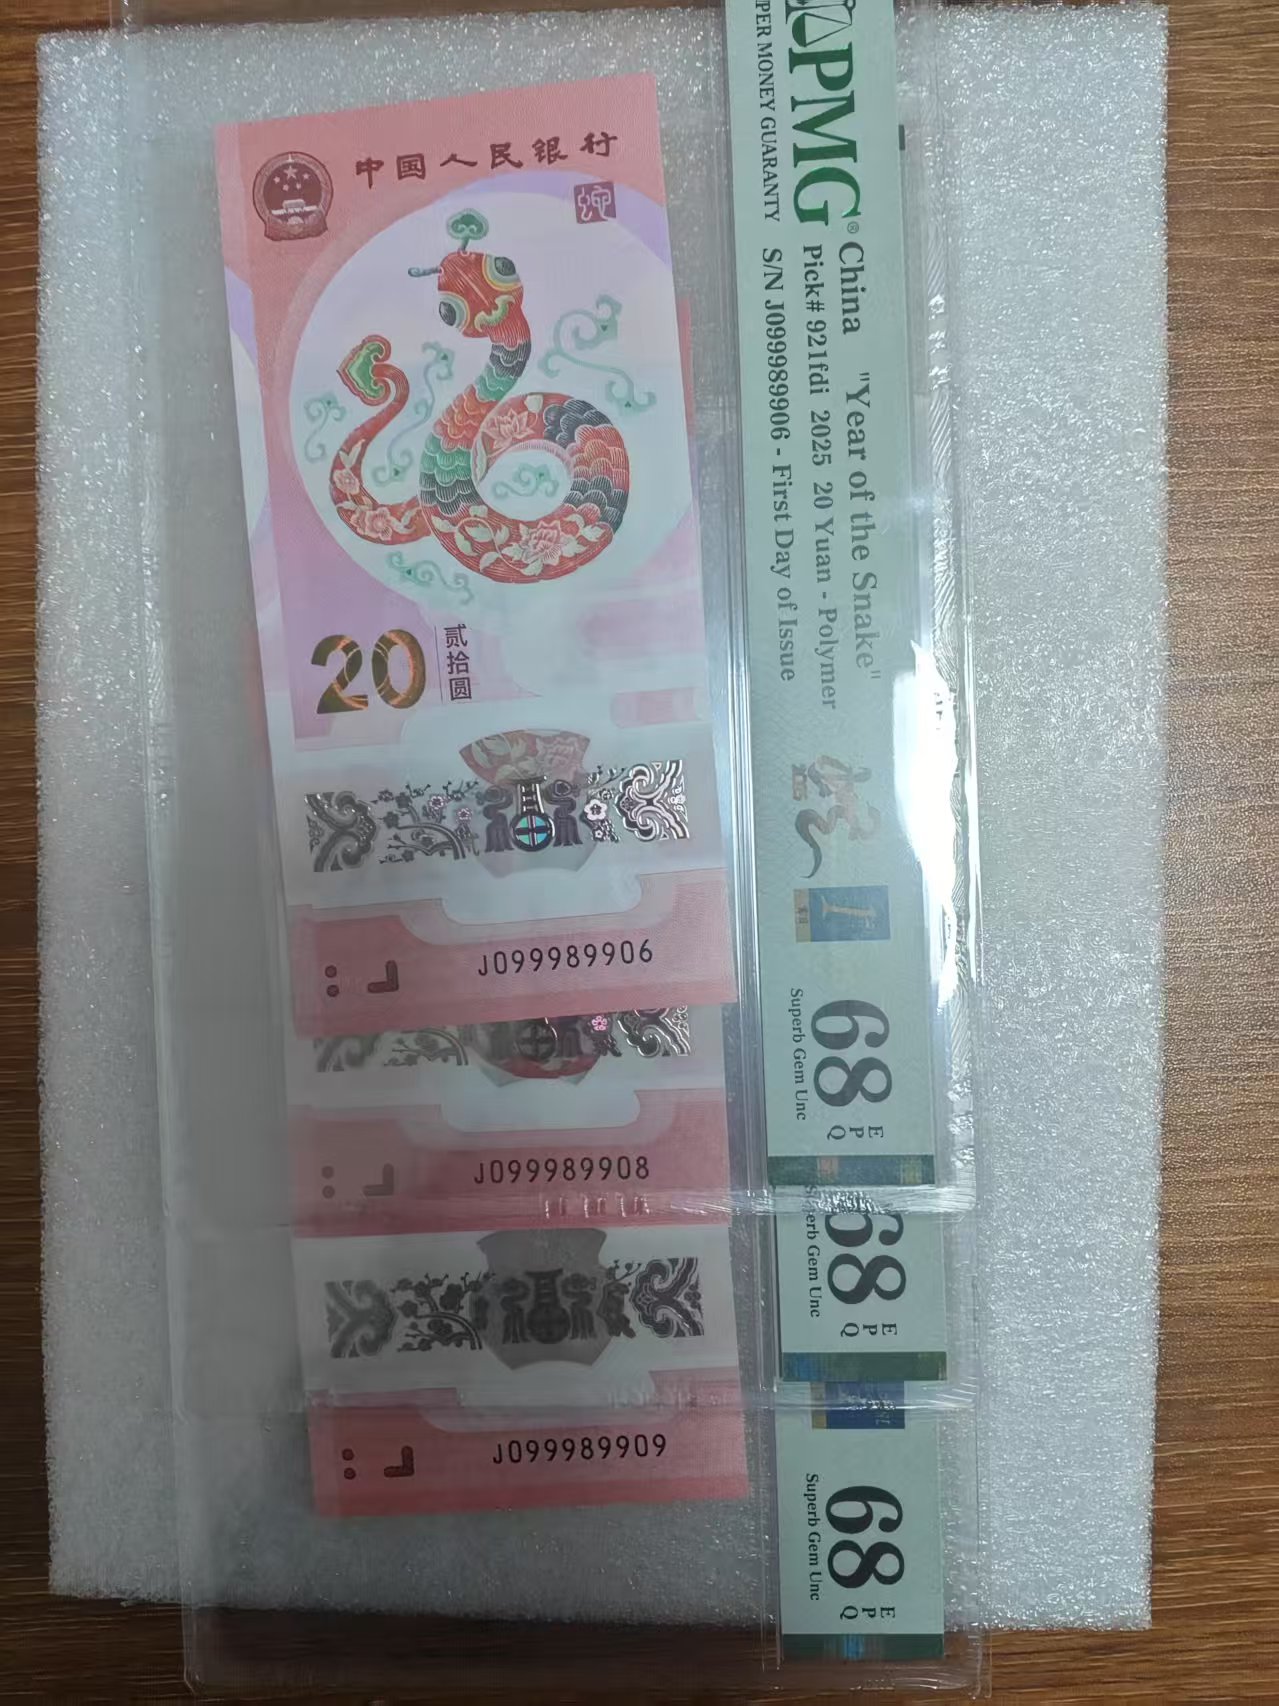 中国人民银行
20
贰拾圆
J099989906
J099989908
J099989909
PMG®
PER MONEY GUARANTY
China "Year of the Snake"
Pick# 921fdi 2025 20 Yuan - Polymer
S/N J099989906 - First Day of Issue
68 EPQ
Superb Gem Unc
68 EPQ
Superb Gem Unc
68 EPQ
Superb Gem Unc